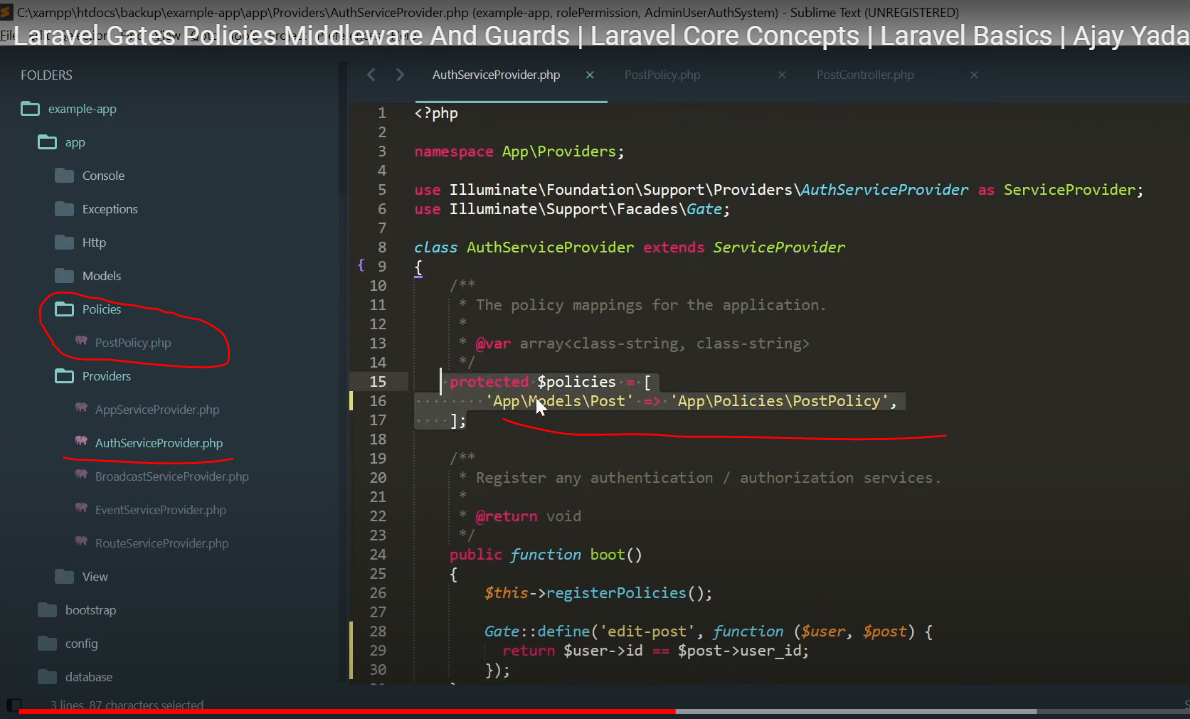 C:\xampp\htdocs\backup\example-app\app\Providers\AuthServiceProvider.php (example-app, rolePermission, AdminUserAuthSystem) - Sublime Text (UNREGISTERED)
Laravel Gates Policies Middleware And Guards | Laravel Core Concepts | Laravel Basics | Ajay Yada
FOLDERS
example-app
app
Console
Exceptions
Http
Models
Policies
PostPolicy.php
Providers
AppServiceProvider.php
AuthServiceProvider.php
BroadcastServiceProvider.php
EventServiceProvider.php
RouteServiceProvider.php
View
bootstrap
config
database
AuthServiceProvider.php × PostPolicy.php × PostController.php ×
1 <?php
2
3 namespace App\Providers;
4
5 use Illuminate\Foundation\Support\Providers\AuthServiceProvider as ServiceProvider;
6 use Illuminate\Support\Facades\Gate;
7
8 class AuthServiceProvider extends ServiceProvider
{ 9 {
10 /**
11 * The policy mappings for the application.
12 *
13 * @var array<class-string, class-string>
14 */
15 protected $policies = [
16 'App\Models\Post' => 'App\Policies\PostPolicy',
17 ];
18
19 /**
20 * Register any authentication / authorization services.
21 *
22 * @return void
23 */
24 public function boot()
25 {
26 $this->registerPolicies();
27
28 Gate::define('edit-post', function ($user, $post) {
29 return $user->id == $post->user_id;
30 });
3 lines, 87 characters selected